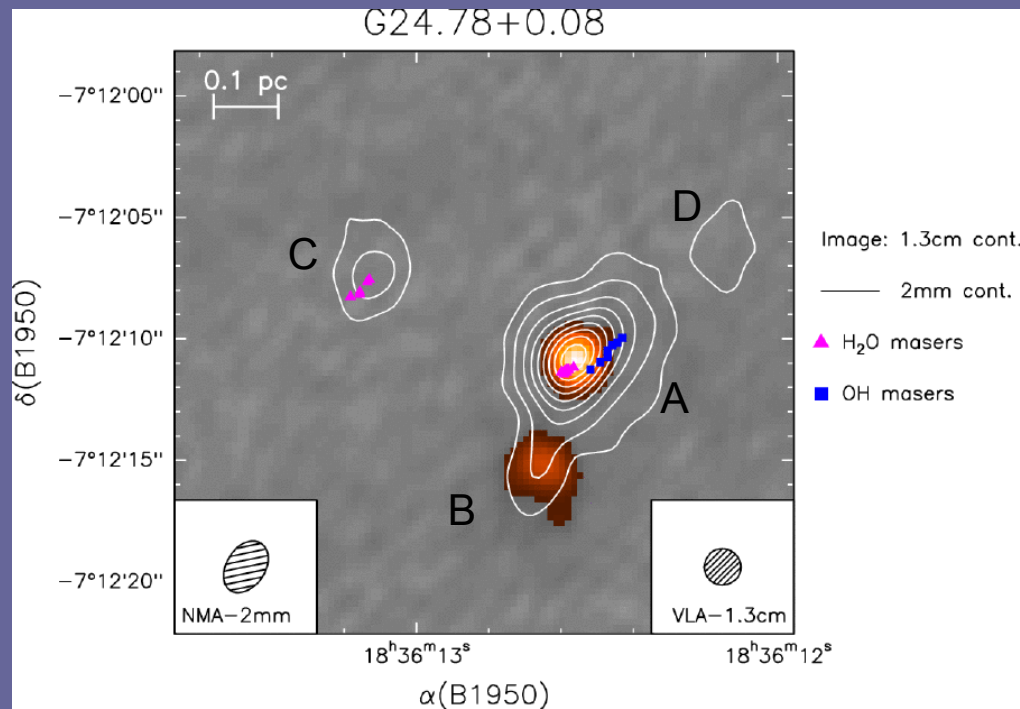 G24.78+0.08
0.1 pc
-7°12'00"
-7°12'05"
-7°12'10"
-7°12'15"
-7°12'20"
δ(B1950)
C
D
A
B
Image: 1.3cm cont.
2mm cont.
H₂O masers
OH masers
NMA-2mm
VLA-1.3cm
18ʰ36ᵐ13ˢ
18ʰ36ᵐ12ˢ
α(B1950)